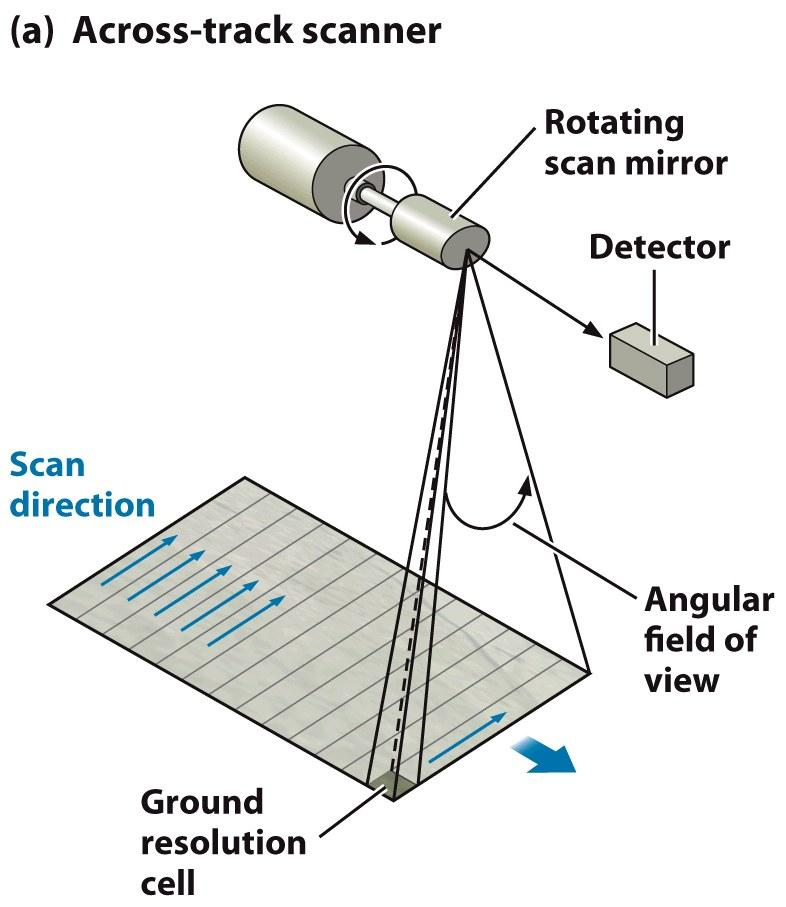 (a) Across-track scanner
Rotating
scan mirror
Detector
Scan
direction
Angular
field of
view
Ground
resolution
cell